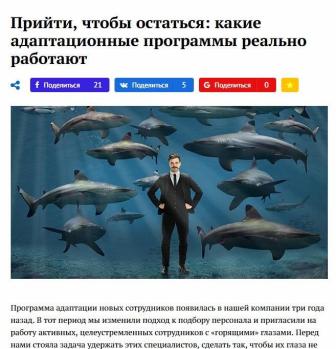 Прийти, чтобы остаться: какие
адаптационные программы реально
работают
f Поделиться 21
Поделиться 5
G Поделиться 0
Программа адаптации новых сотрудников появилась в нашей компании три года
назад. В тот период мы изменили подход к подбору персонала и пригласили на
работу активных, целеустремленных сотрудников с «горящими» глазами. Перед
нами стояла задача удержать этих специалистов, сделать так, чтобы их глаза не